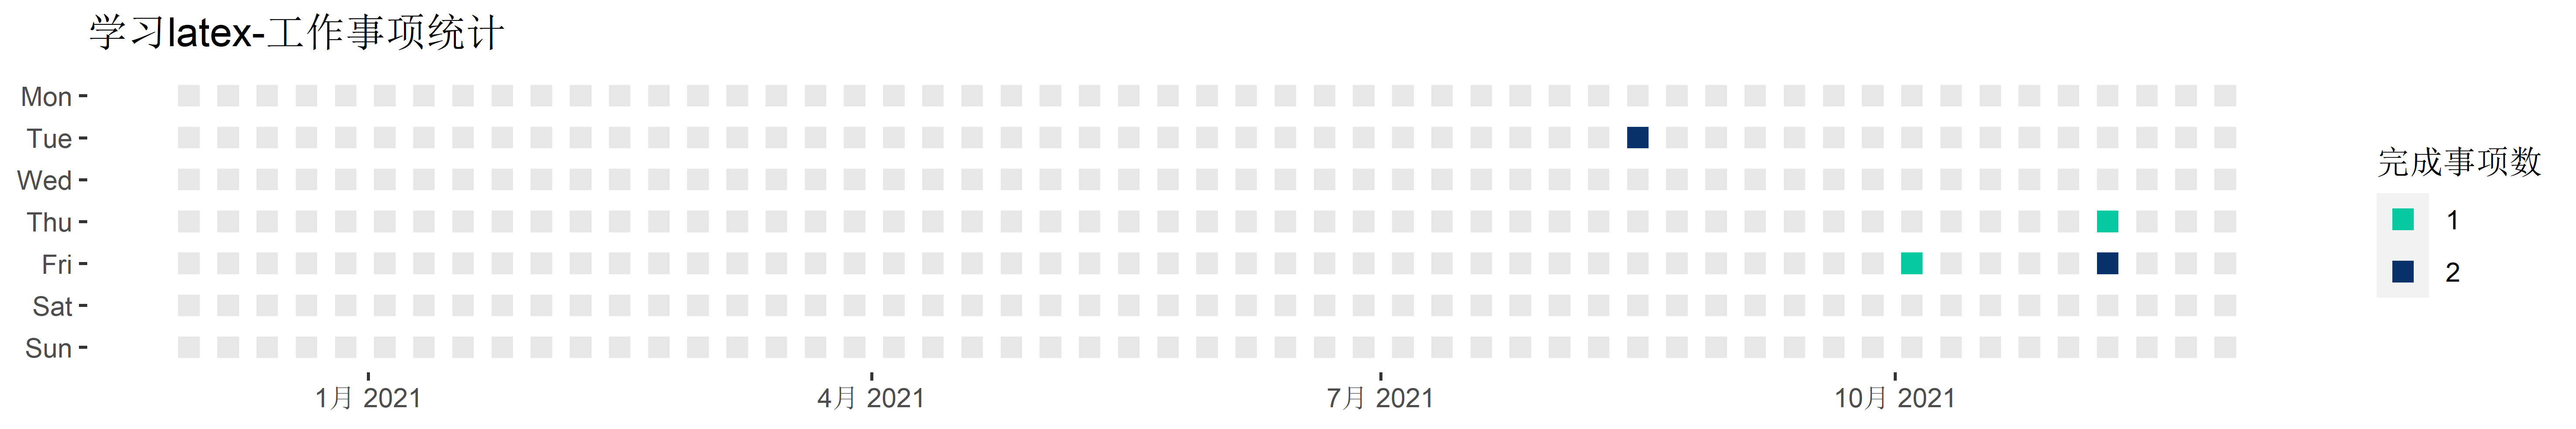 学习latex-工作事项统计
Mon
Tue
Wed
Thu
Fri
Sat
Sun
1月 2021
4月 2021
7月 2021
10月 2021
完成事项数
1
2